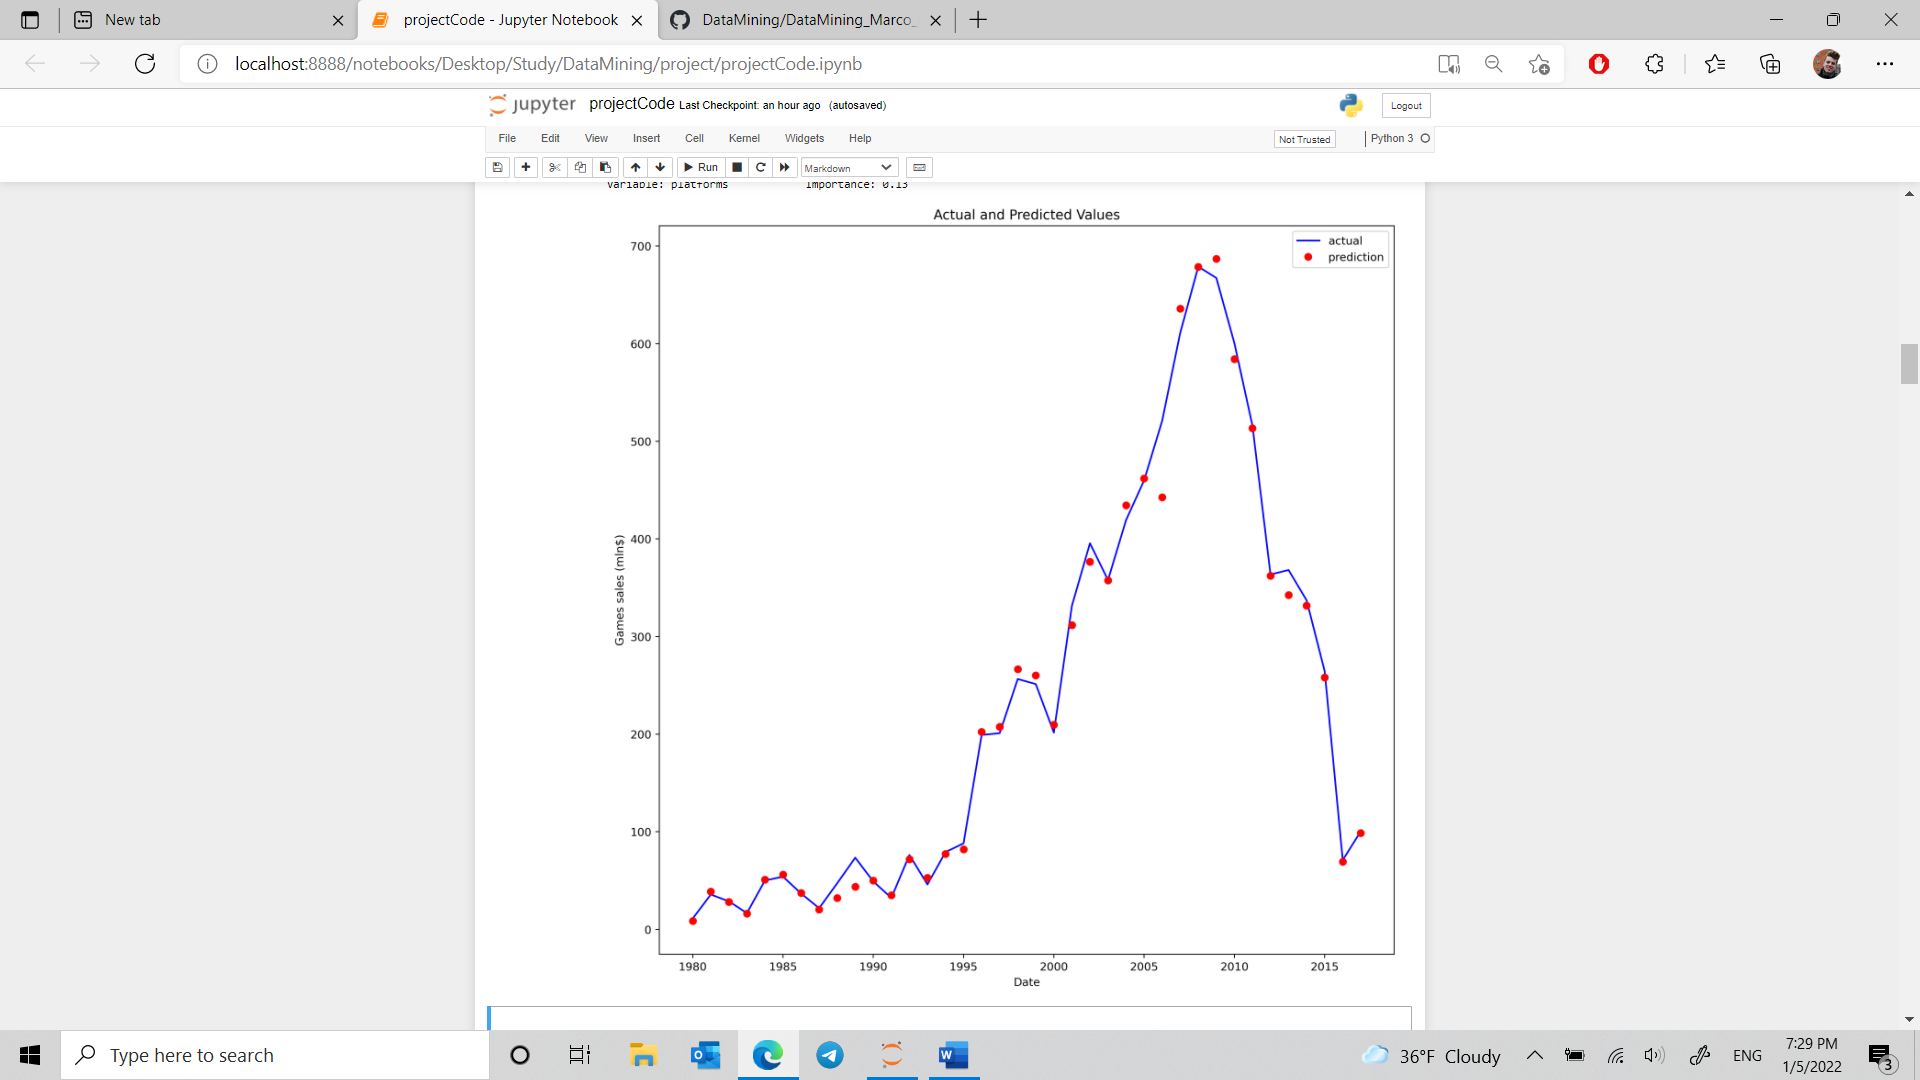 New tab
projectCode - Jupyter Notebook
DataMining/DataMining_Marco_
localhost:8888/notebooks/Desktop/Study/DataMining/project/projectCode.ipynb
jupyter projectCode Last Checkpoint: an hour ago (autosaved)
Logout
File Edit View Insert Cell Kernel Widgets Help
Not Trusted Python 3
Run Markdown
Variable: platforms Importance: 0.13
Actual and Predicted Values
actual
prediction
700
600
500
400
300
200
100
0
Games sales (mln$)
1980 1985 1990 1995 2000 2005 2010 2015
Date
Type here to search
36°F Cloudy
ENG
7:29 PM
1/5/2022
3